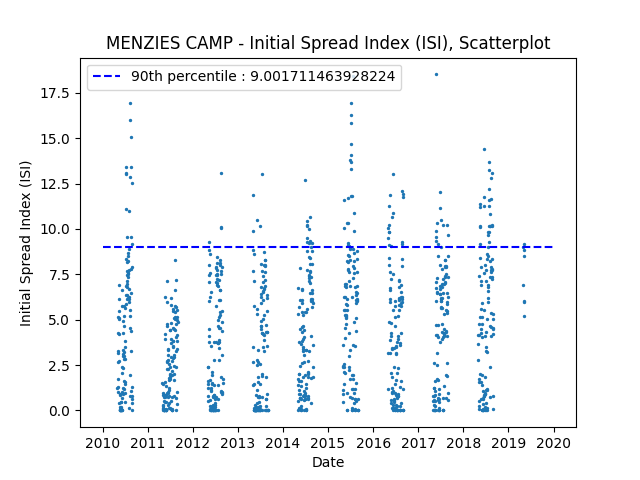 MENZIES CAMP - Initial Spread Index (ISI), Scatterplot
90th percentile : 9.001711463928224
Initial Spread Index (ISI)
17.5
15.0
12.5
10.0
7.5
5.0
2.5
0.0
2010 2011 2012 2013 2014 2015 2016 2017 2018 2019 2020
Date